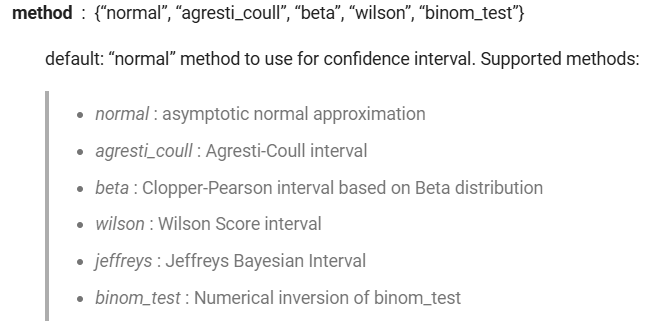 method : {“normal”, “agresti_coull”, “beta”, “wilson”, “binom_test”}
default: “normal” method to use for confidence interval. Supported methods:
• normal : asymptotic normal approximation
• agresti_coull : Agresti-Coull interval
• beta : Clopper-Pearson interval based on Beta distribution
• wilson : Wilson Score interval
• jeffreys : Jeffreys Bayesian Interval
• binom_test : Numerical inversion of binom_test